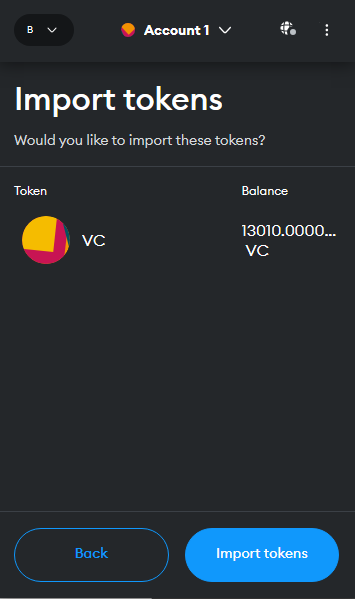 B
Account 1
Import tokens
Would you like to import these tokens?
Token Balance
VC 13010.0000...
VC
Back Import tokens